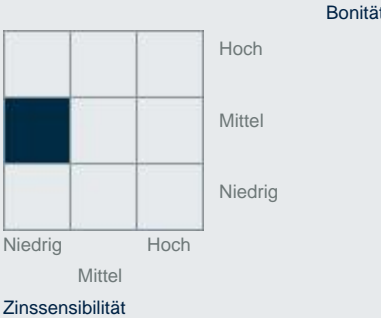 Bonität
Hoch
Mittel
Niedrig
Niedrig Hoch
Mittel
Zinssensibilität